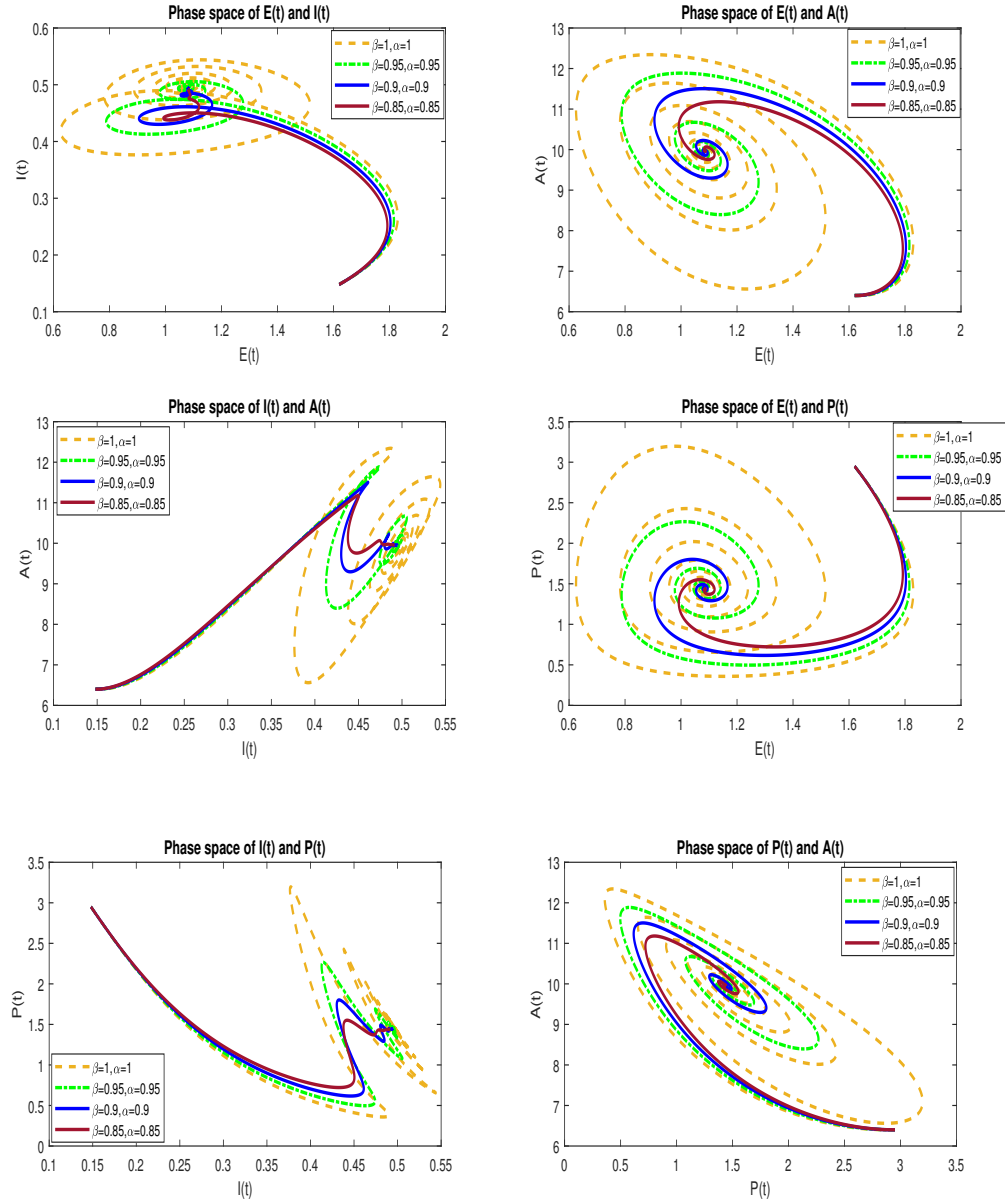 Phase space of E(t) and I(t)
0.6
0.5
0.4
0.3
0.2
0.1
I(t)
0.6 0.8 1 1.2 1.4 1.6 1.8 2
E(t)
β=1,α=1
β=0.95,α=0.95
β=0.9,α=0.9
β=0.85,α=0.85
Phase space of E(t) and A(t)
13
12
11
10
9
8
7
6
A(t)
0.6 0.8 1 1.2 1.4 1.6 1.8 2
E(t)
β=1,α=1
β=0.95,α=0.95
β=0.9,α=0.9
β=0.85,α=0.85
Phase space of I(t) and A(t)
13
12
11
10
9
8
7
6
A(t)
0.1 0.15 0.2 0.25 0.3 0.35 0.4 0.45 0.5 0.55
I(t)
β=1,α=1
β=0.95,α=0.95
β=0.9,α=0.9
β=0.85,α=0.85
Phase space of E(t) and P(t)
3.5
3
2.5
2
1.5
1
0.5
0
P(t)
0.6 0.8 1 1.2 1.4 1.6 1.8 2
E(t)
β=1,α=1
β=0.95,α=0.95
β=0.9,α=0.9
β=0.85,α=0.85
Phase space of I(t) and P(t)
3.5
3
2.5
2
1.5
1
0.5
0
P(t)
0.1 0.15 0.2 0.25 0.3 0.35 0.4 0.45 0.5 0.55
I(t)
β=1,α=1
β=0.95,α=0.95
β=0.9,α=0.9
β=0.85,α=0.85
Phase space of P(t) and A(t)
13
12
11
10
9
8
7
6
A(t)
0 0.5 1 1.5 2 2.5 3 3.5
P(t)
β=1,α=1
β=0.95,α=0.95
β=0.9,α=0.9
β=0.85,α=0.85